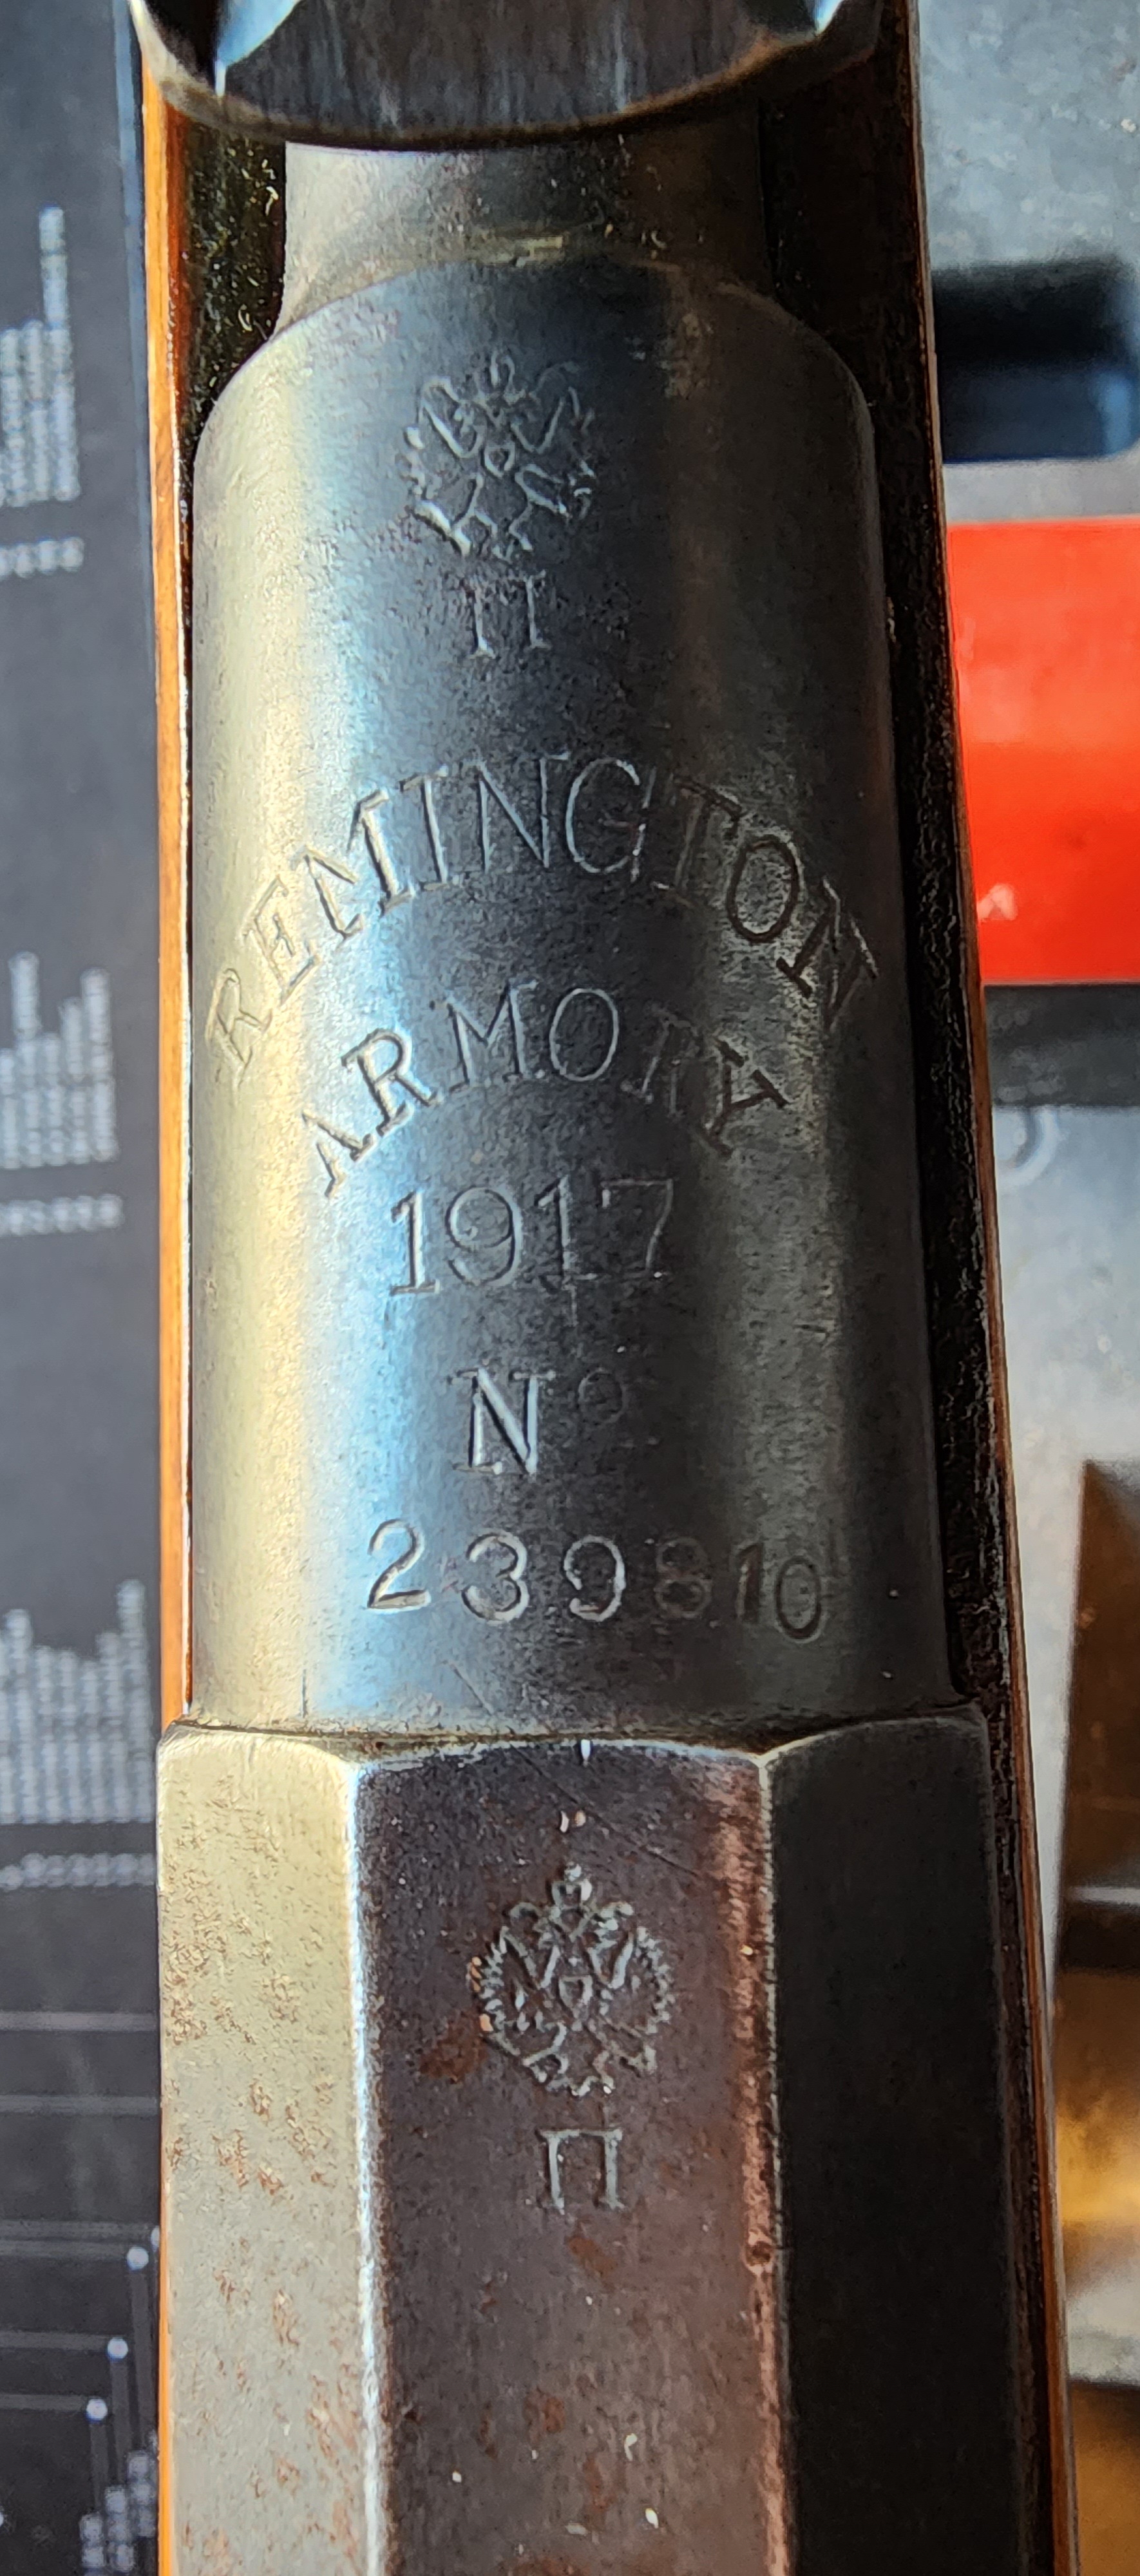 П
REMINGTON
ARMORY
1917
Nº
239810
П